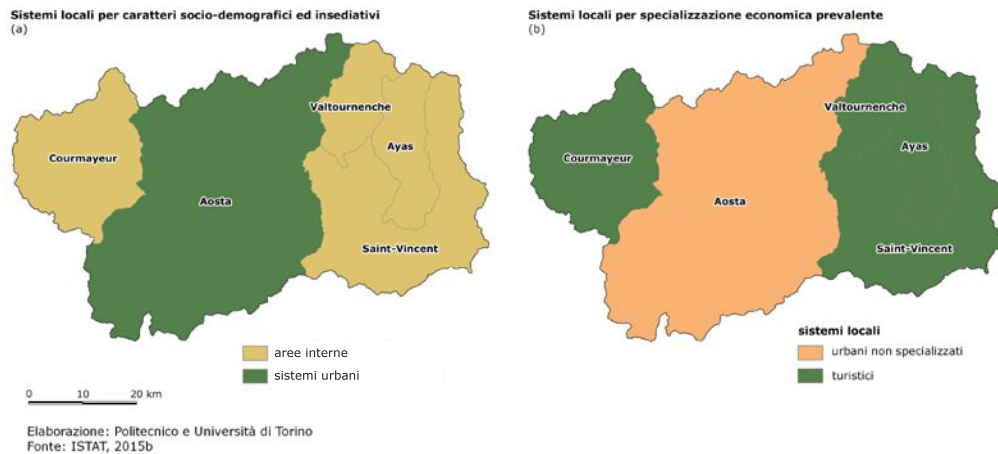 Sistemi locali per caratteri socio-demografici ed insediativi
(a)
Valtournenche
Ayas
Courmayeur
Aosta
Saint-Vincent
aree interne
sistemi urbani
0 10 20 km
Elaborazione: Politecnico e Università di Torino
Fonte: ISTAT, 2015b
Sistemi locali per specializzazione economica prevalente
(b)
Valtournenche
Ayas
Courmayeur
Aosta
Saint-Vincent
sistemi locali
urbani non specializzati
turistici